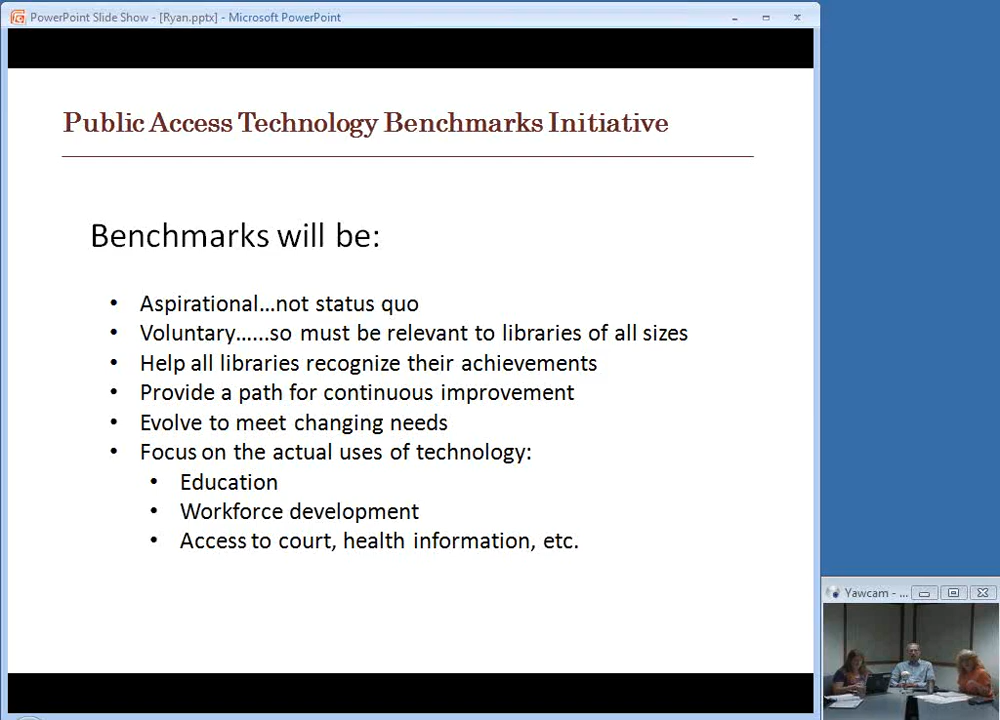 PowerPoint Slide Show - [Ryan.pptx] - Microsoft PowerPoint
Public Access Technology Benchmarks Initiative
Benchmarks will be:
• Aspirational...not status quo
• Voluntary......so must be relevant to libraries of all sizes
• Help all libraries recognize their achievements
• Provide a path for continuous improvement
• Evolve to meet changing needs
• Focus on the actual uses of technology:
• Education
• Workforce development
• Access to court, health information, etc.
Yawcam - ...